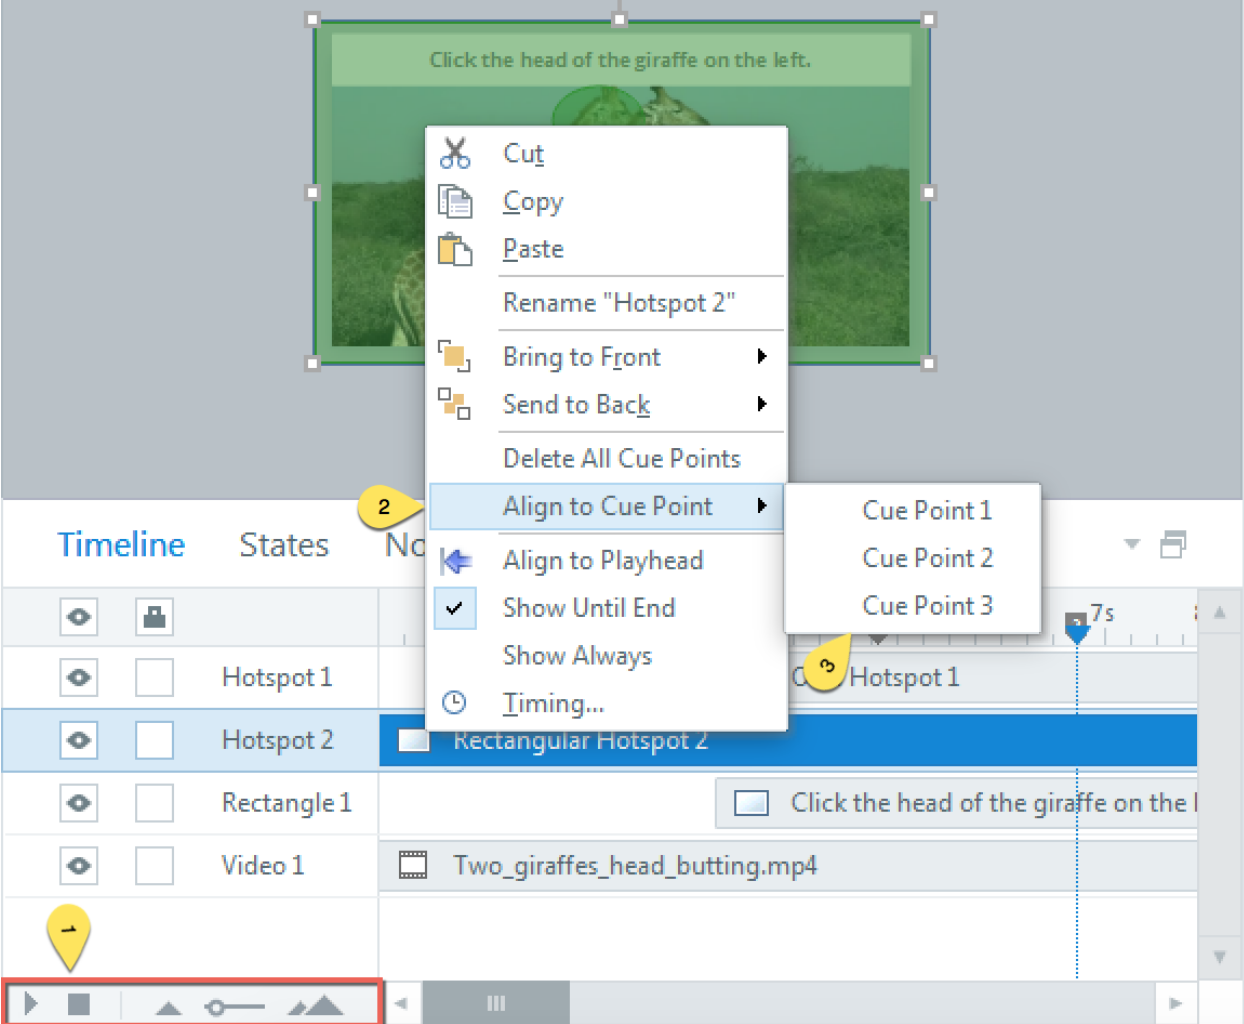 Click the head of the giraffe on the left.
Cut
Copy
Paste
Rename "Hotspot 2"
Bring to Front
Send to Back
Delete All Cue Points
Align to Cue Point
Cue Point 1
Cue Point 2
Cue Point 3
Align to Playhead
Show Until End
Show Always
Timing...
2
3
Timeline
States
No
7s
Hotspot 1
Hotspot 1
Hotspot 2
Rectangular Hotspot 2
Rectangle 1
Click the head of the giraffe on the l
Video 1
Two_giraffes_head_butting.mp4
1